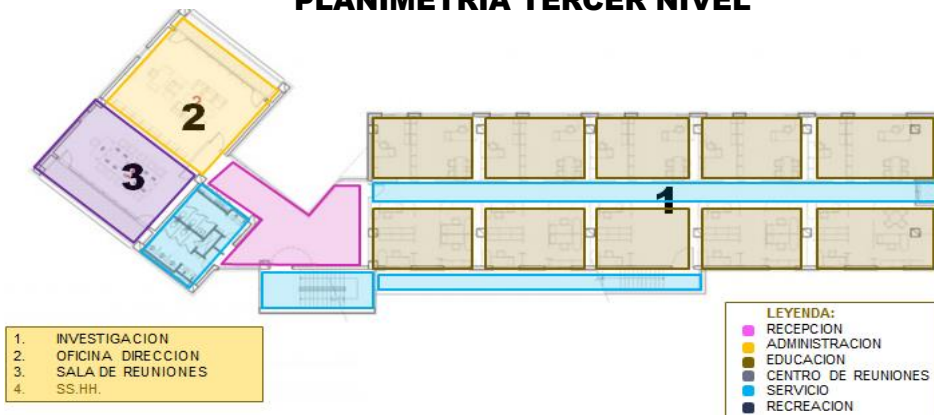 PLANIMETRIA TERCER NIVEL
2
3
1
1. INVESTIGACION
2. OFICINA DIRECCION
3. SALA DE REUNIONES
4. SS.HH.
LEYENDA:
RECEPCION
ADMINISTRACION
EDUCACION
CENTRO DE REUNIONES
SERVICIO
RECREACION